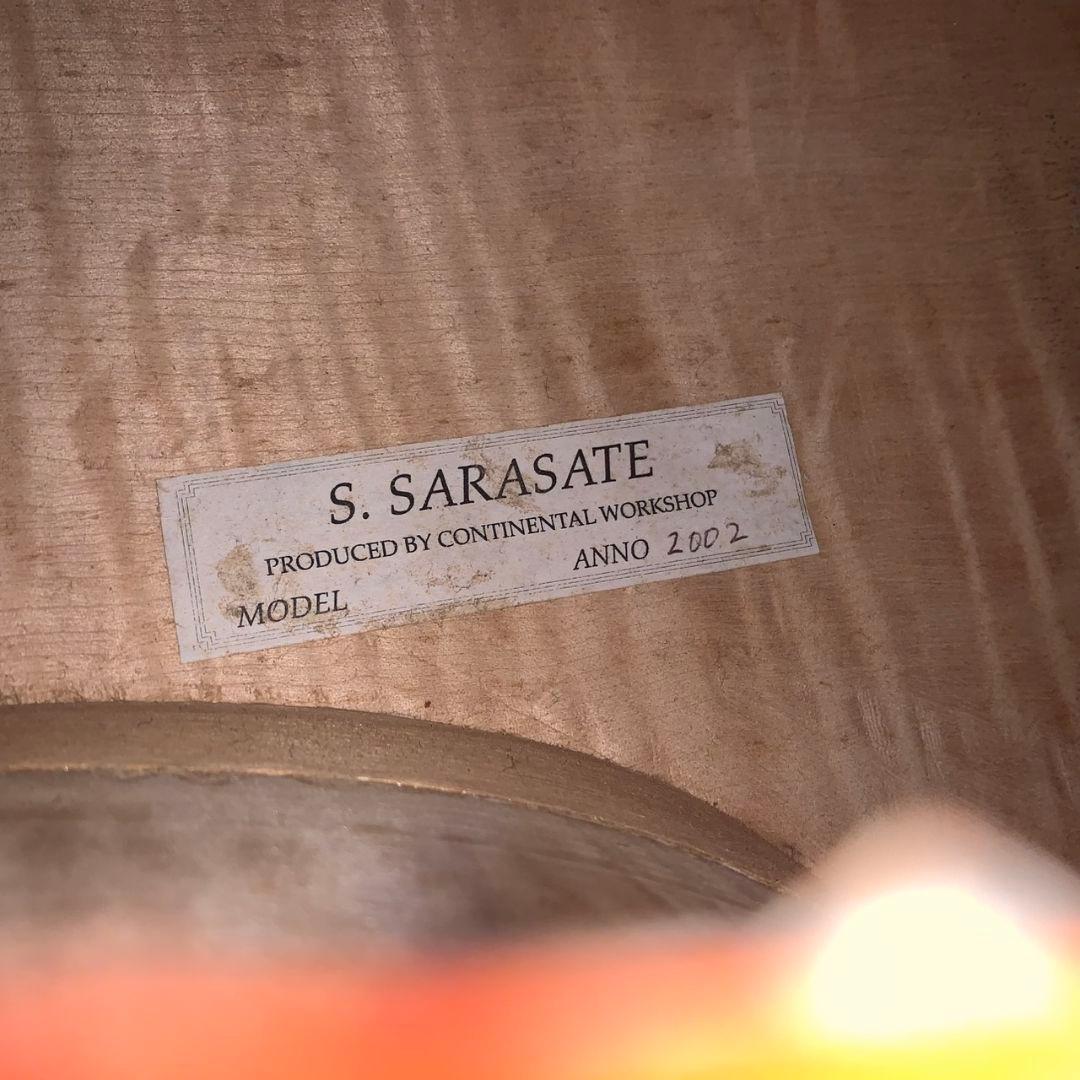 S. SARASATE
PRODUCED BY CONTINENTAL WORKSHOP
MODEL ANNO 2002